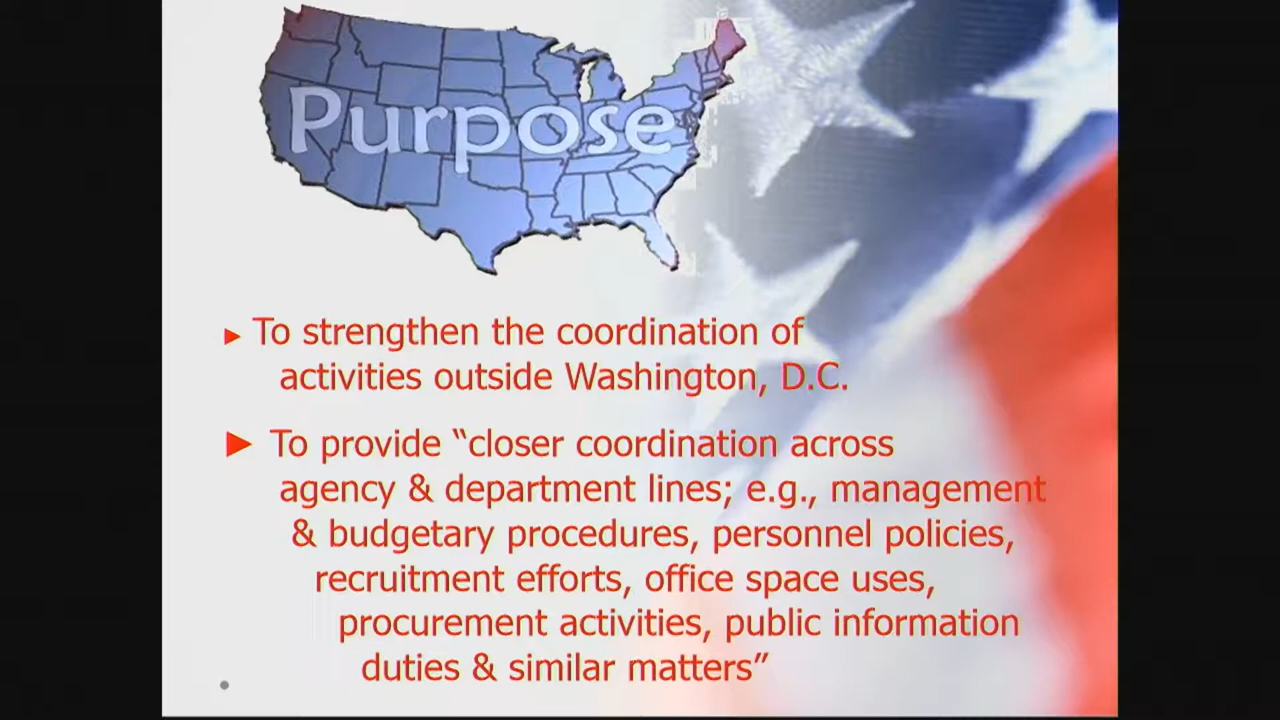 Purpose
► To strengthen the coordination of
activities outside Washington, D.C.
► To provide “closer coordination across
agency & department lines; e.g., management
& budgetary procedures, personnel policies,
recruitment efforts, office space uses,
procurement activities, public information
duties & similar matters”
•